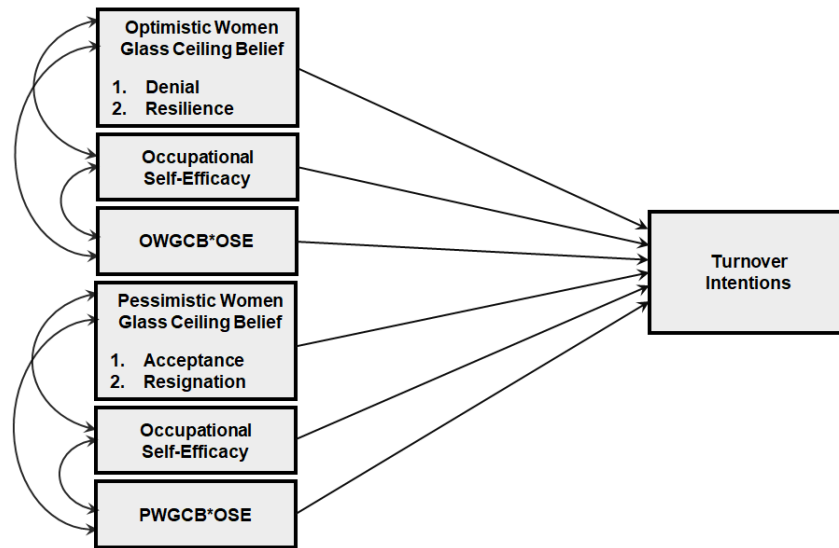 Optimistic Women
Glass Ceiling Belief
1. Denial
2. Resilience
Occupational
Self-Efficacy
OWGCB*OSE
Pessimistic Women
Glass Ceiling Belief
1. Acceptance
2. Resignation
Occupational
Self-Efficacy
PWGCB*OSE
Turnover
Intentions